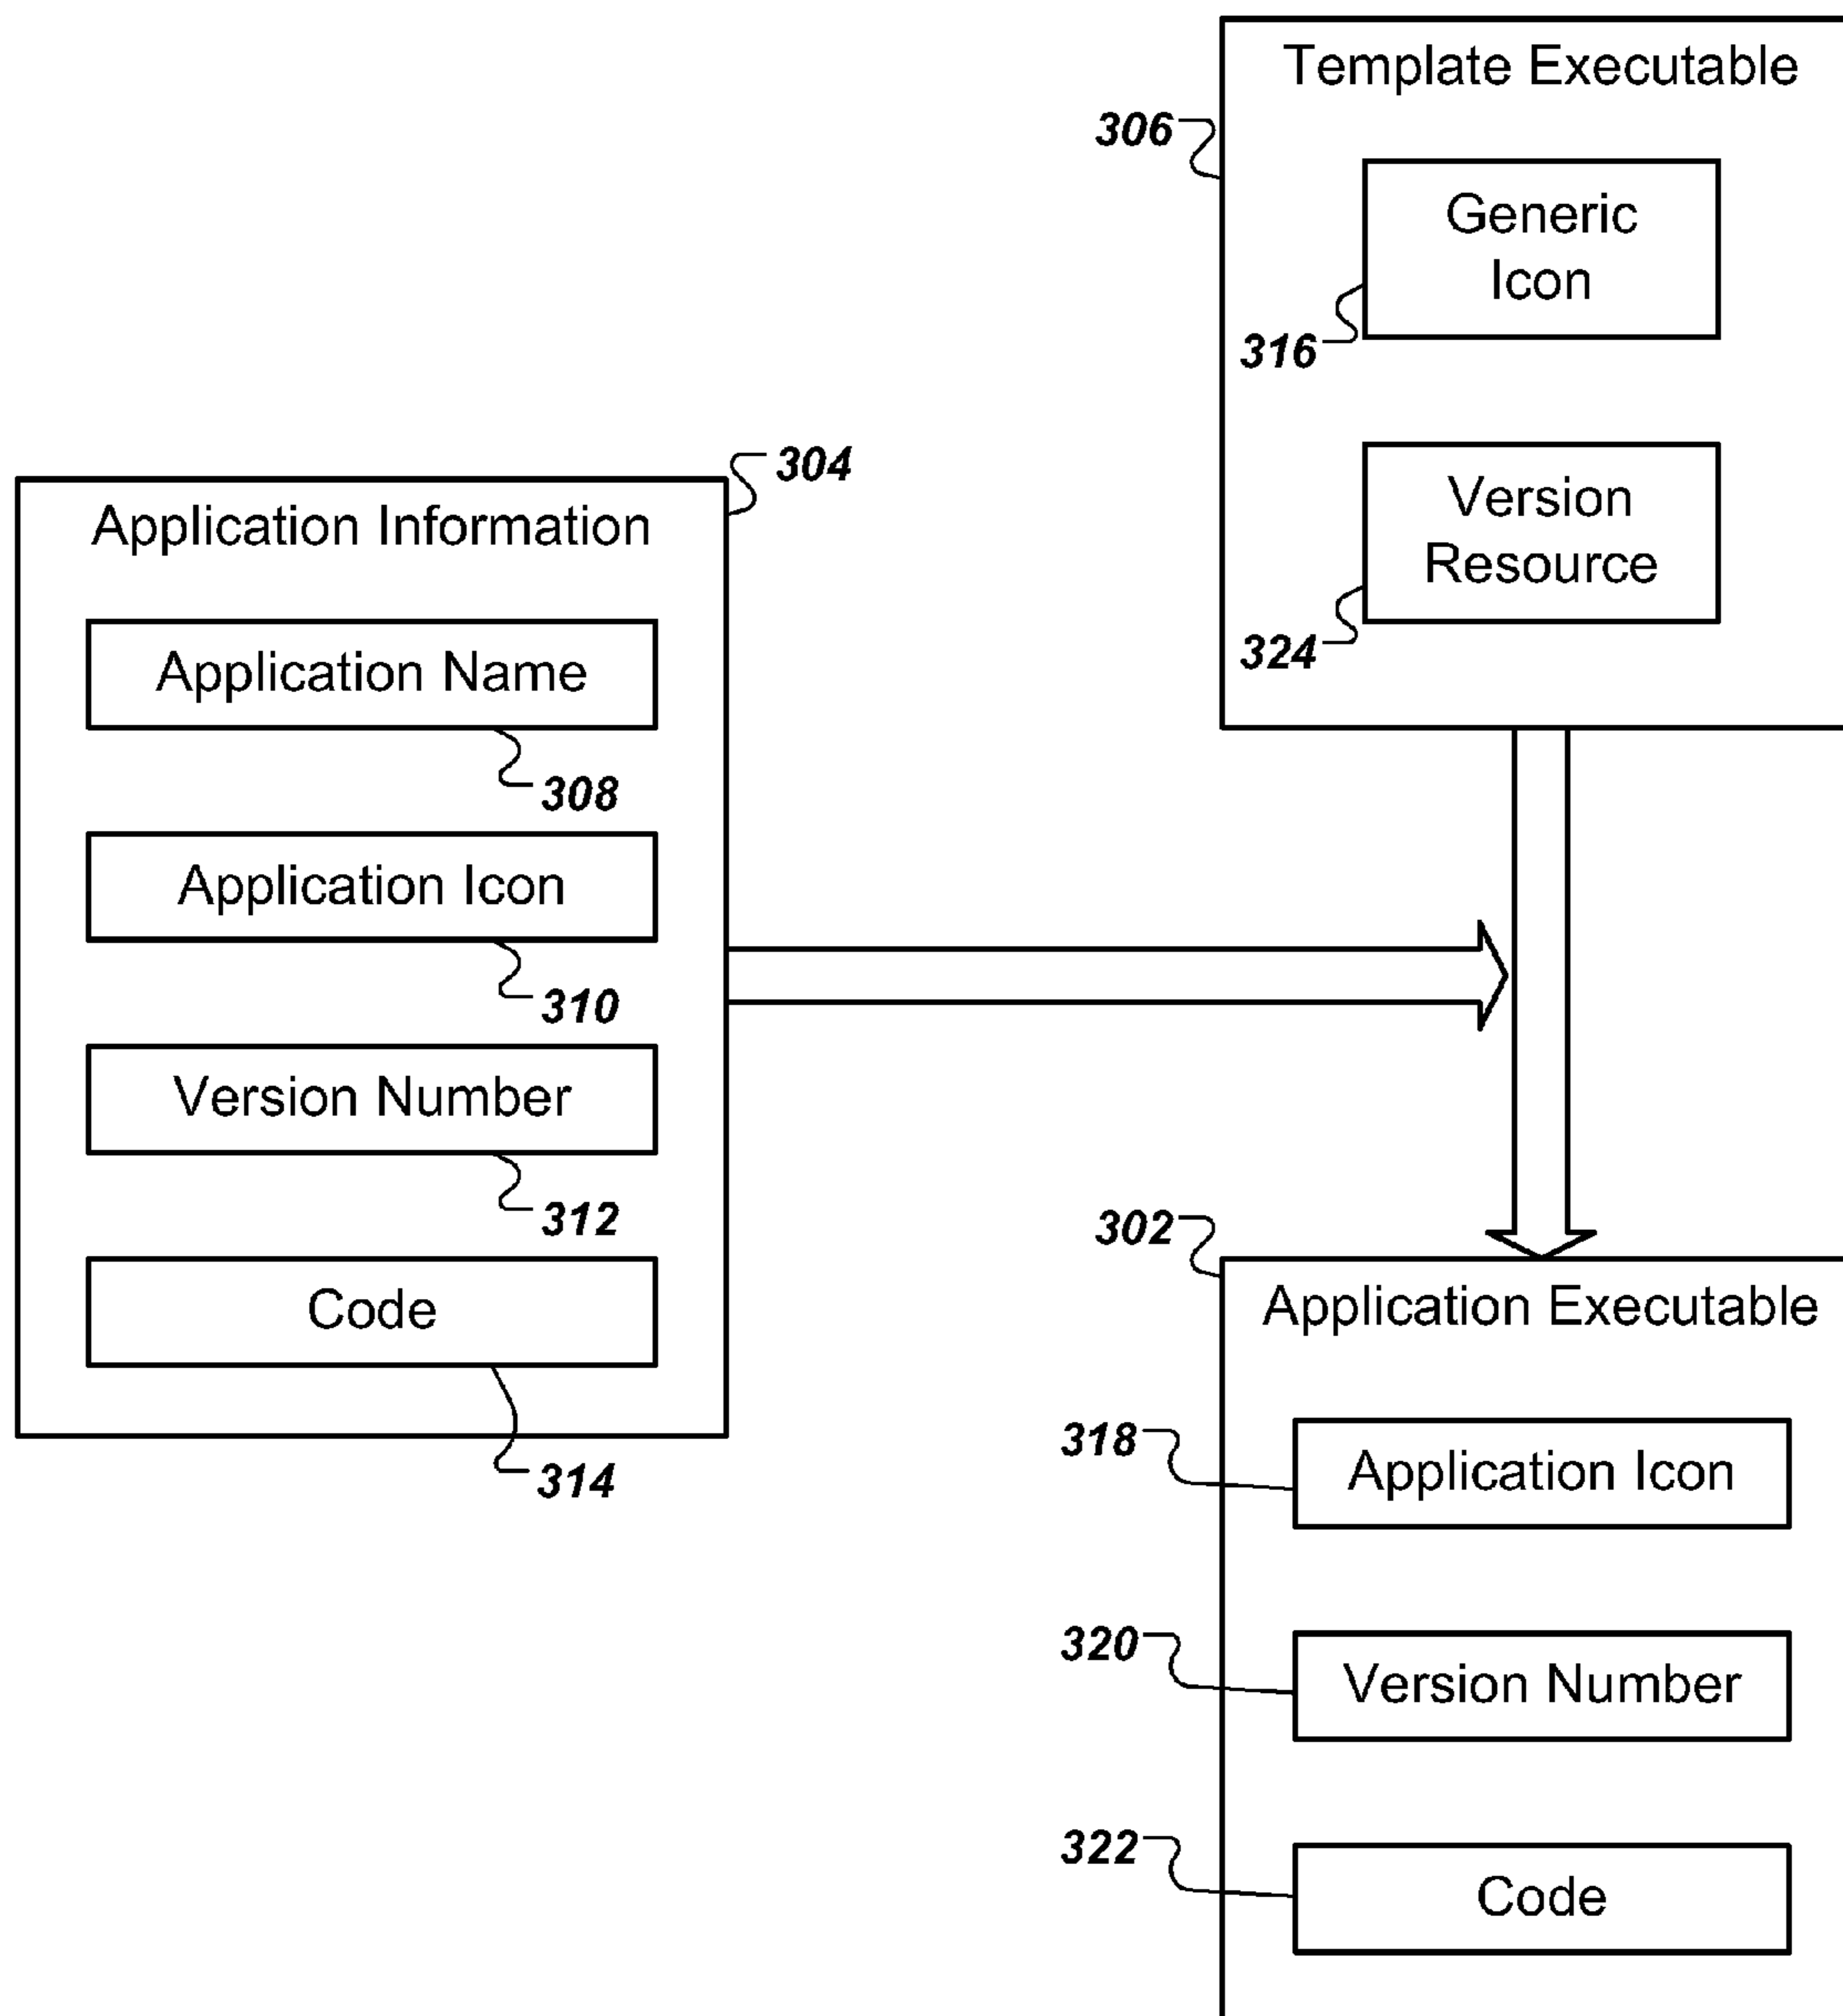 Template Executable
306
Generic
Icon
316
Version
Resource
324
304
Application Information
Application Name
308
Application Icon
310
Version Number
312
Code
314
302
Application Executable
318
Application Icon
320
Version Number
322
Code